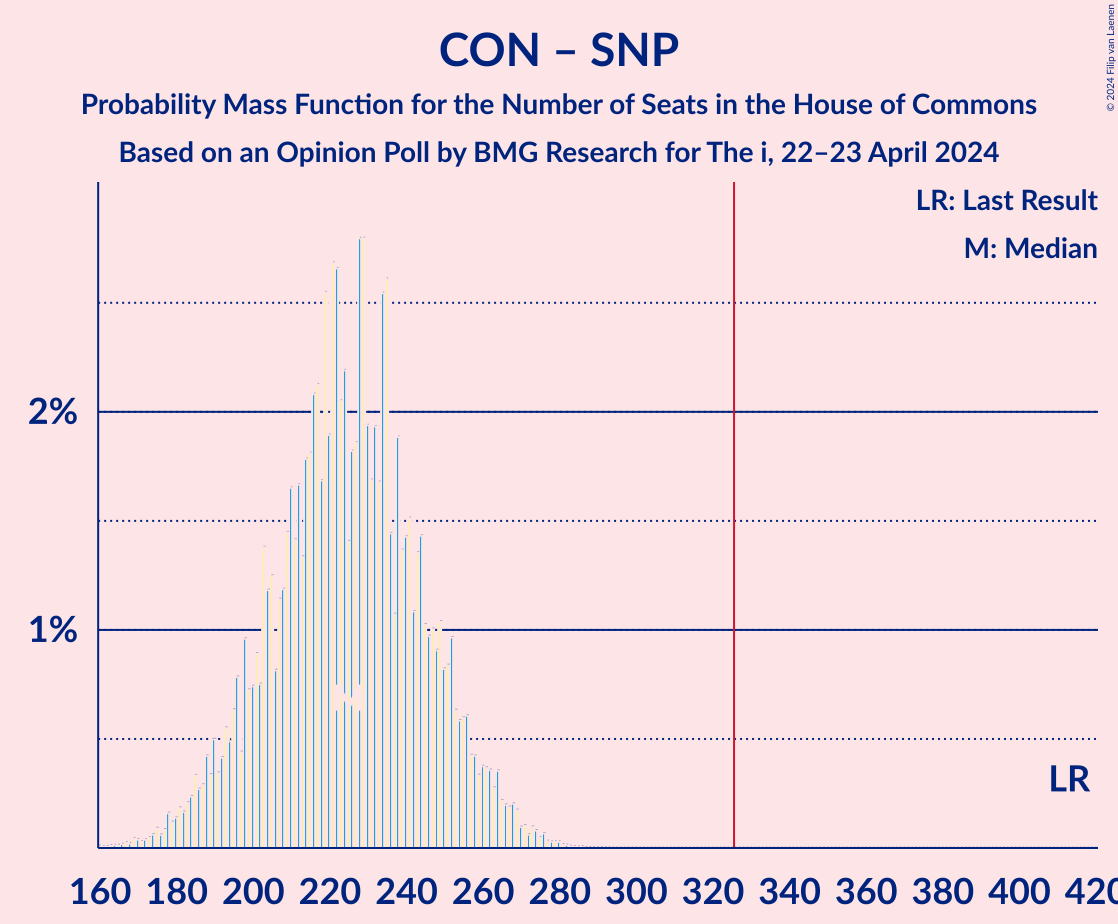 CON – SNP
Probability Mass Function for the Number of Seats in the House of Commons
Based on an Opinion Poll by BMG Research for The i, 22–23 April 2024
© 2024 Filip van Laenen
LR: Last Result
M: Median
2%
1%
M
LR
160 180 200 220 240 260 280 300 320 340 360 380 400 420